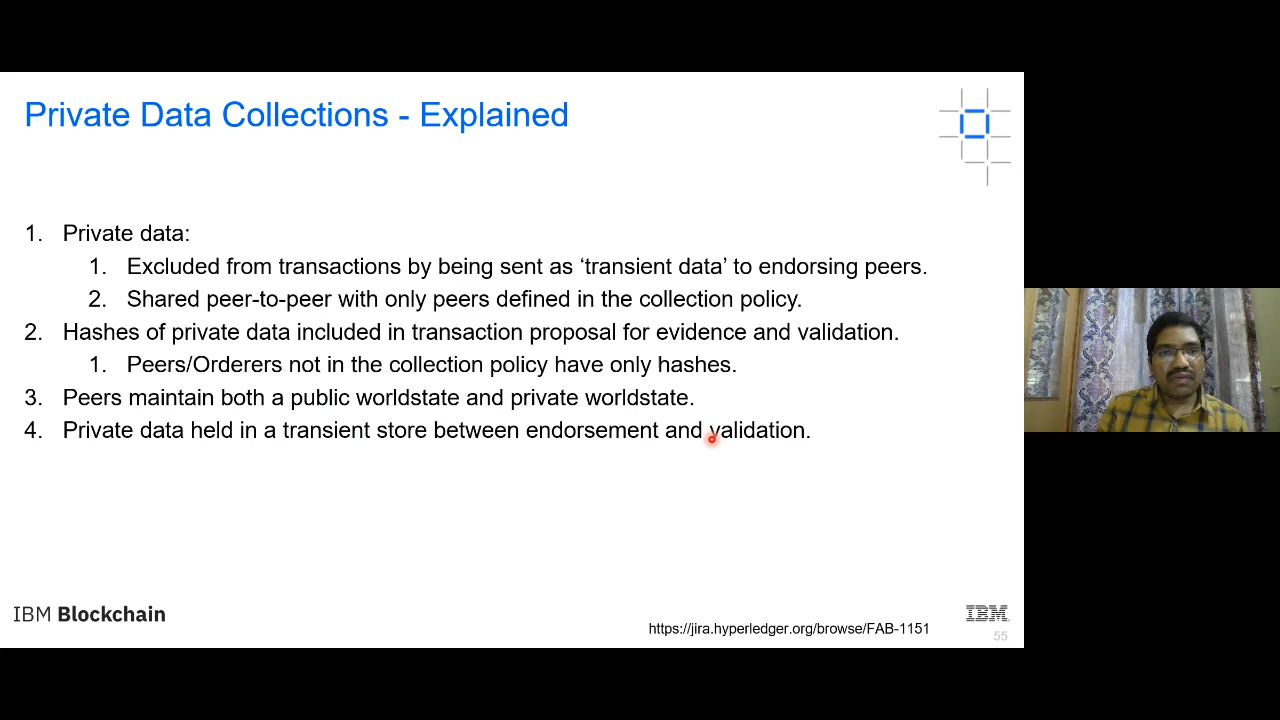 Private Data Collections - Explained
1. Private data:
1. Excluded from transactions by being sent as ‘transient data’ to endorsing peers.
2. Shared peer-to-peer with only peers defined in the collection policy.
2. Hashes of private data included in transaction proposal for evidence and validation.
1. Peers/Orderers not in the collection policy have only hashes.
3. Peers maintain both a public worldstate and private worldstate.
4. Private data held in a transient store between endorsement and validation.
IBM Blockchain
https://jira.hyperledger.org/browse/FAB-1151
IBM
55